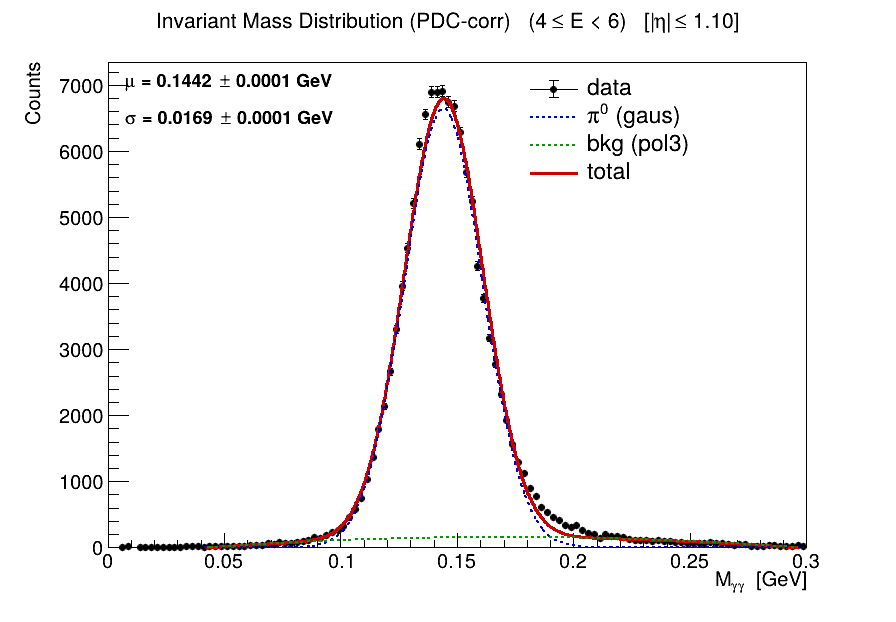 Invariant Mass Distribution (PDC-corr) (4 ≤ E < 6) [|η| ≤ 1.10]
Counts
μ = 0.1442 ± 0.0001 GeV
σ = 0.0169 ± 0.0001 GeV
data
π⁰ (gaus)
bkg (pol3)
total
7000
6000
5000
4000
3000
2000
1000
0
0 0.05 0.1 0.15 0.2 0.25 0.3
M_γγ [GeV]